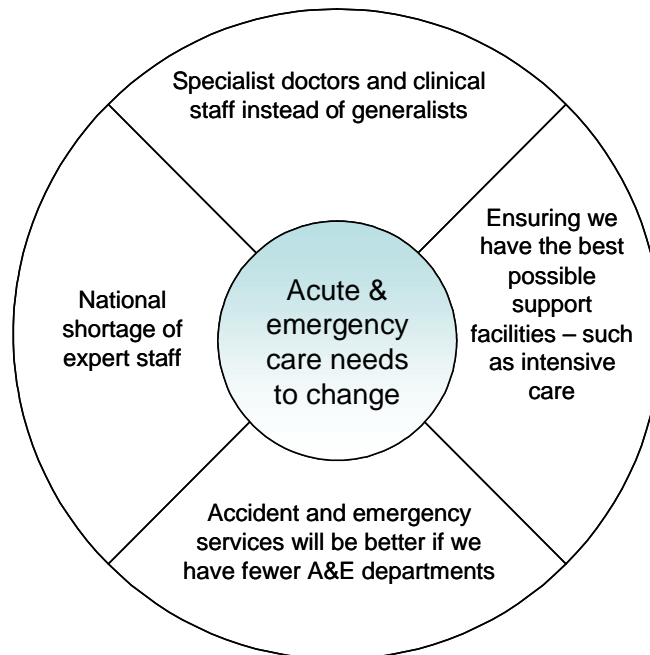 Specialist doctors and clinical
staff instead of generalists
Ensuring we
have the best
possible
support
facilities – such
as intensive
care
National
shortage of
expert staff
Acute &
emergency
care needs
to change
Accident and emergency
services will be better if we
have fewer A&E departments